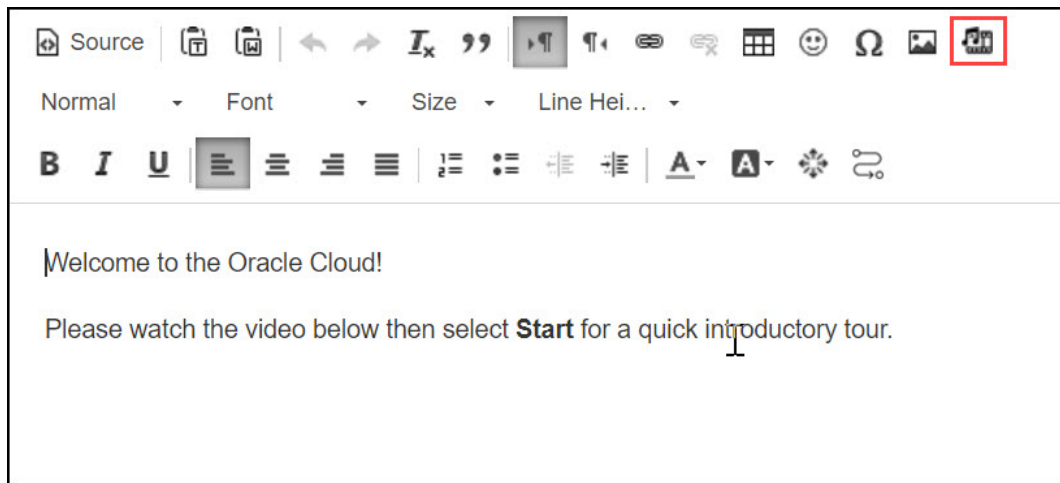 Source
Normal Font Size Line Hei...
B I U A A
Welcome to the Oracle Cloud!
Please watch the video below then select Start for a quick introductory tour.